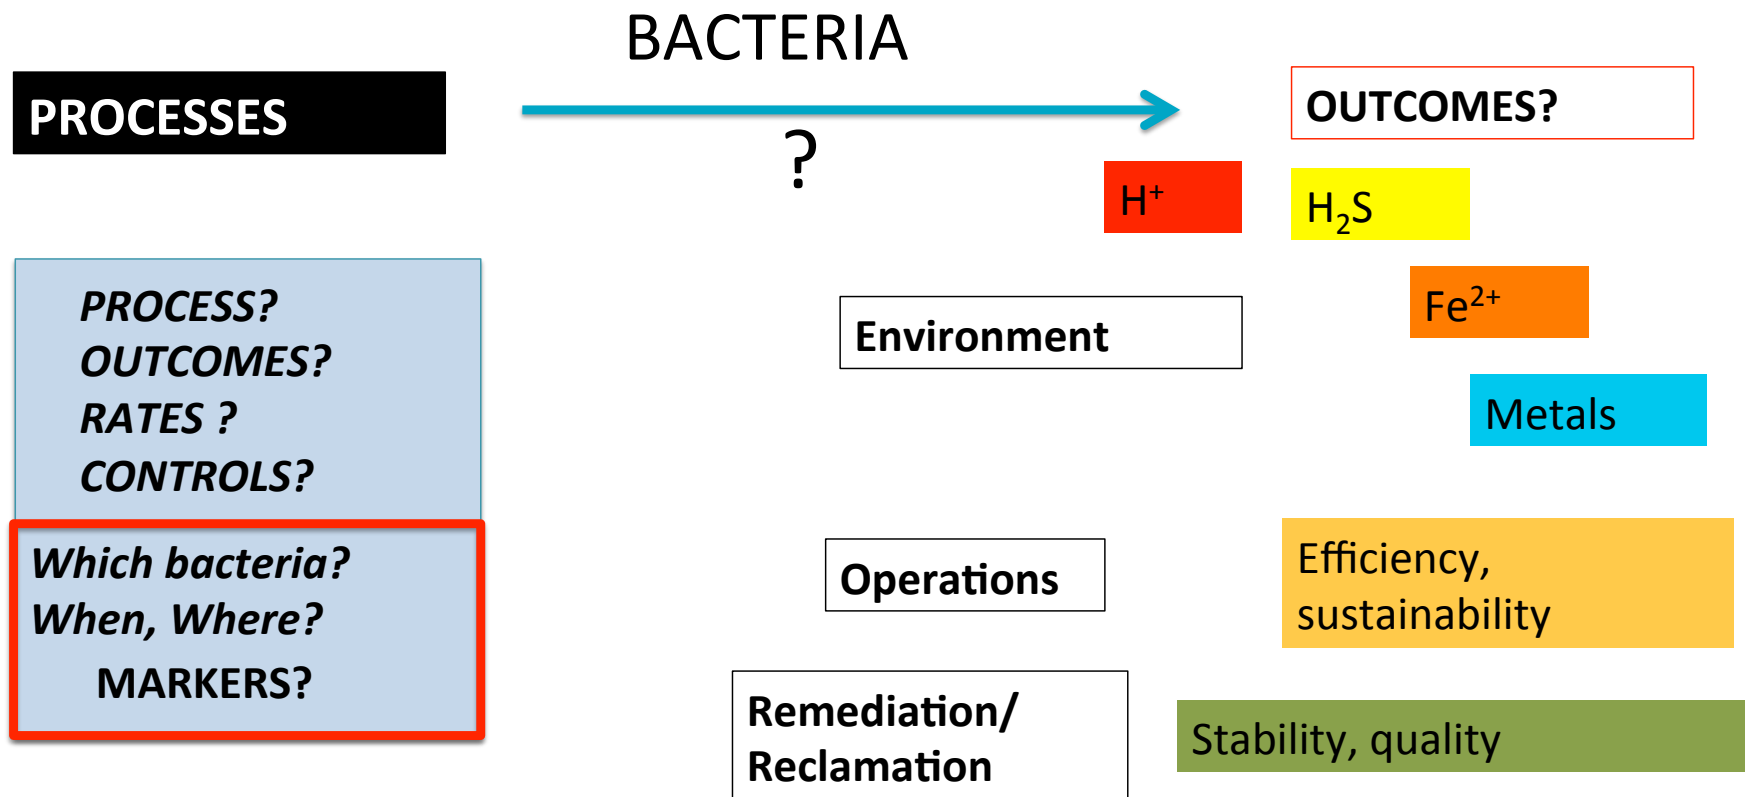 BACTERIA
PROCESSES
?
OUTCOMES?
H⁺
H₂S
PROCESS?
OUTCOMES?
RATES ?
CONTROLS?
Environment
Fe²⁺
Metals
Which bacteria?
When, Where?
MARKERS?
Operations
Efficiency,
sustainability
Remediation/
Reclamation
Stability, quality